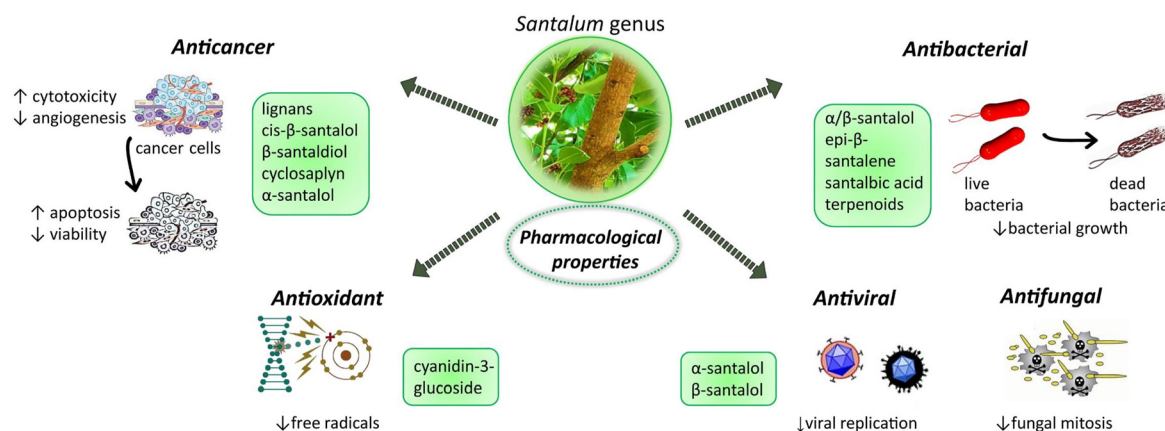 Santalum genus
Anticancer
↑ cytotoxicity
↓ angiogenesis
cancer cells
↑ apoptosis
↓ viability
lignans
cis-β-santalol
β-santaldiol
cyclosaplyn
α-santalol
Antibacterial
α/β-santalol
epi-β-
santalene
santalbic acid
terpenoids
live
bacteria
dead
bacteria
↓bacterial growth
Pharmacological
properties
Antioxidant
cyanidin-3-
glucoside
↓free radicals
Antiviral
α-santalol
β-santalol
↓viral replication
Antifungal
↓fungal mitosis